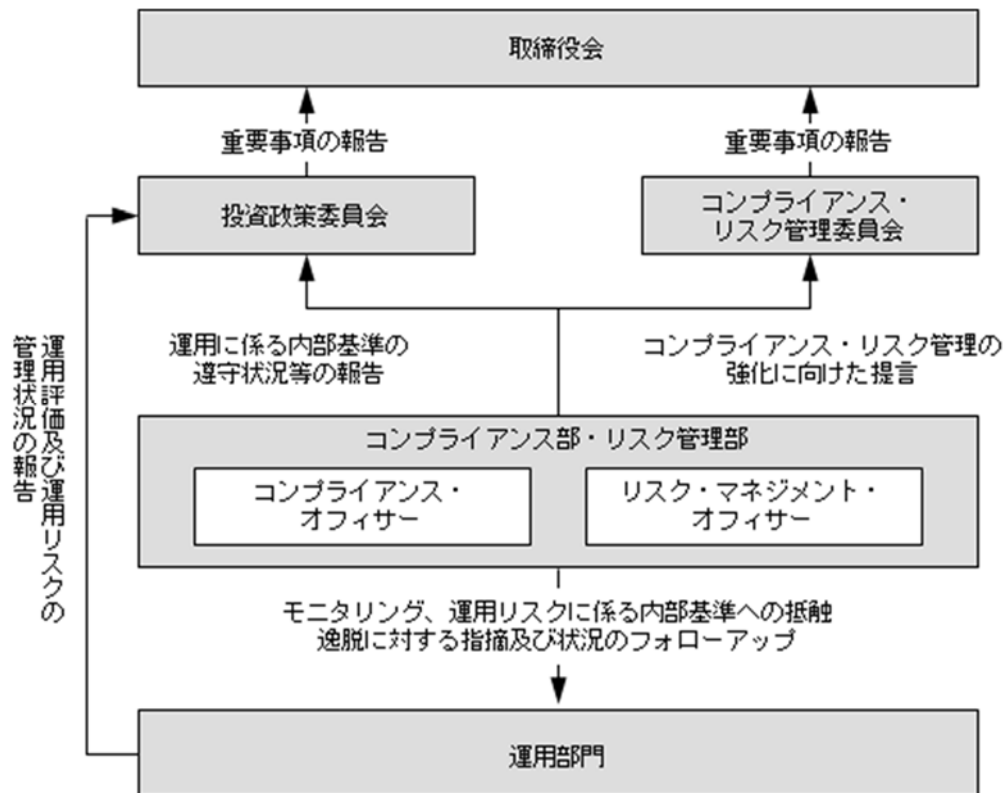 取締役会
重要事項の報告
重要事項の報告
投資政策委員会
コンプライアンス・
リスク管理委員会
運用に係る内部基準の
遵守状況等の報告
コンプライアンス・リスク管理の
強化に向けた提言
運用評価及び運用リスクの
管理状況の報告
コンプライアンス部・リスク管理部
コンプライアンス・
オフィサー
リスク・マネジメント・
オフィサー
モニタリング、運用リスクに係る内部基準への抵触
逸脱に対する指摘及び状況のフォローアップ
運用部門